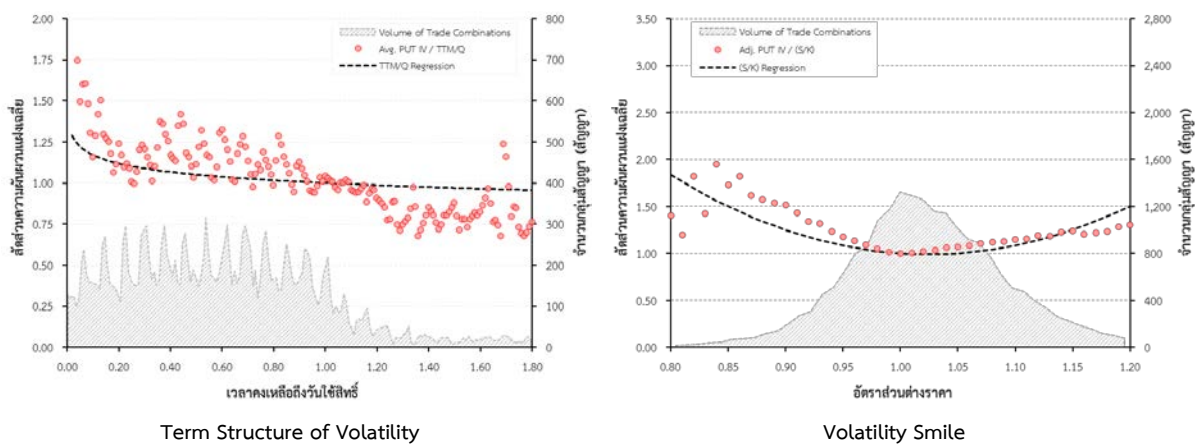 2.00
1.75
1.50
1.25
1.00
0.75
0.50
0.25
0.00
สัดส่วนความผันผวนแฝงเฉลี่ย
800
700
600
500
400
300
200
100
0
จำนวนกลุ่มสัญญา (สัญญา)
Volume of Trade Combinations
Avg. PUT IV / TTM/Q
TTM/Q Regression
0.00 0.20 0.40 0.60 0.80 1.00 1.20 1.40 1.60 1.80
เวลาคงเหลือถึงวันใช้สิทธิ์
Term Structure of Volatility
3.50
3.00
2.50
2.00
1.50
1.00
0.50
0.00
สัดส่วนความผันผวนแฝงเฉลี่ย
2,800
2,400
2,000
1,600
1,200
800
400
0
จำนวนกลุ่มสัญญา (สัญญา)
Volume of Trade Combinations
Adj. PUT IV / (S/K)
(S/K) Regression
0.80 0.85 0.90 0.95 1.00 1.05 1.10 1.15 1.20
อัตราส่วนต่างราคา
Volatility Smile